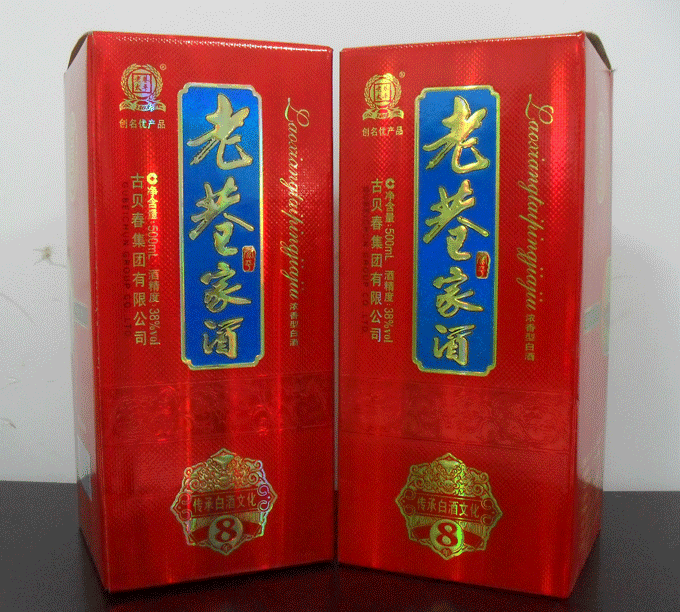 创名优产品
老巷家酒
浓香型白酒
净含量:500mL 酒精度:38%vol
古贝春集团有限公司
传承白酒文化
8
创名优产品
老巷家酒
浓香型白酒
净含量:500mL 酒精度:38%vol
古贝春集团有限公司
传承白酒文化
8